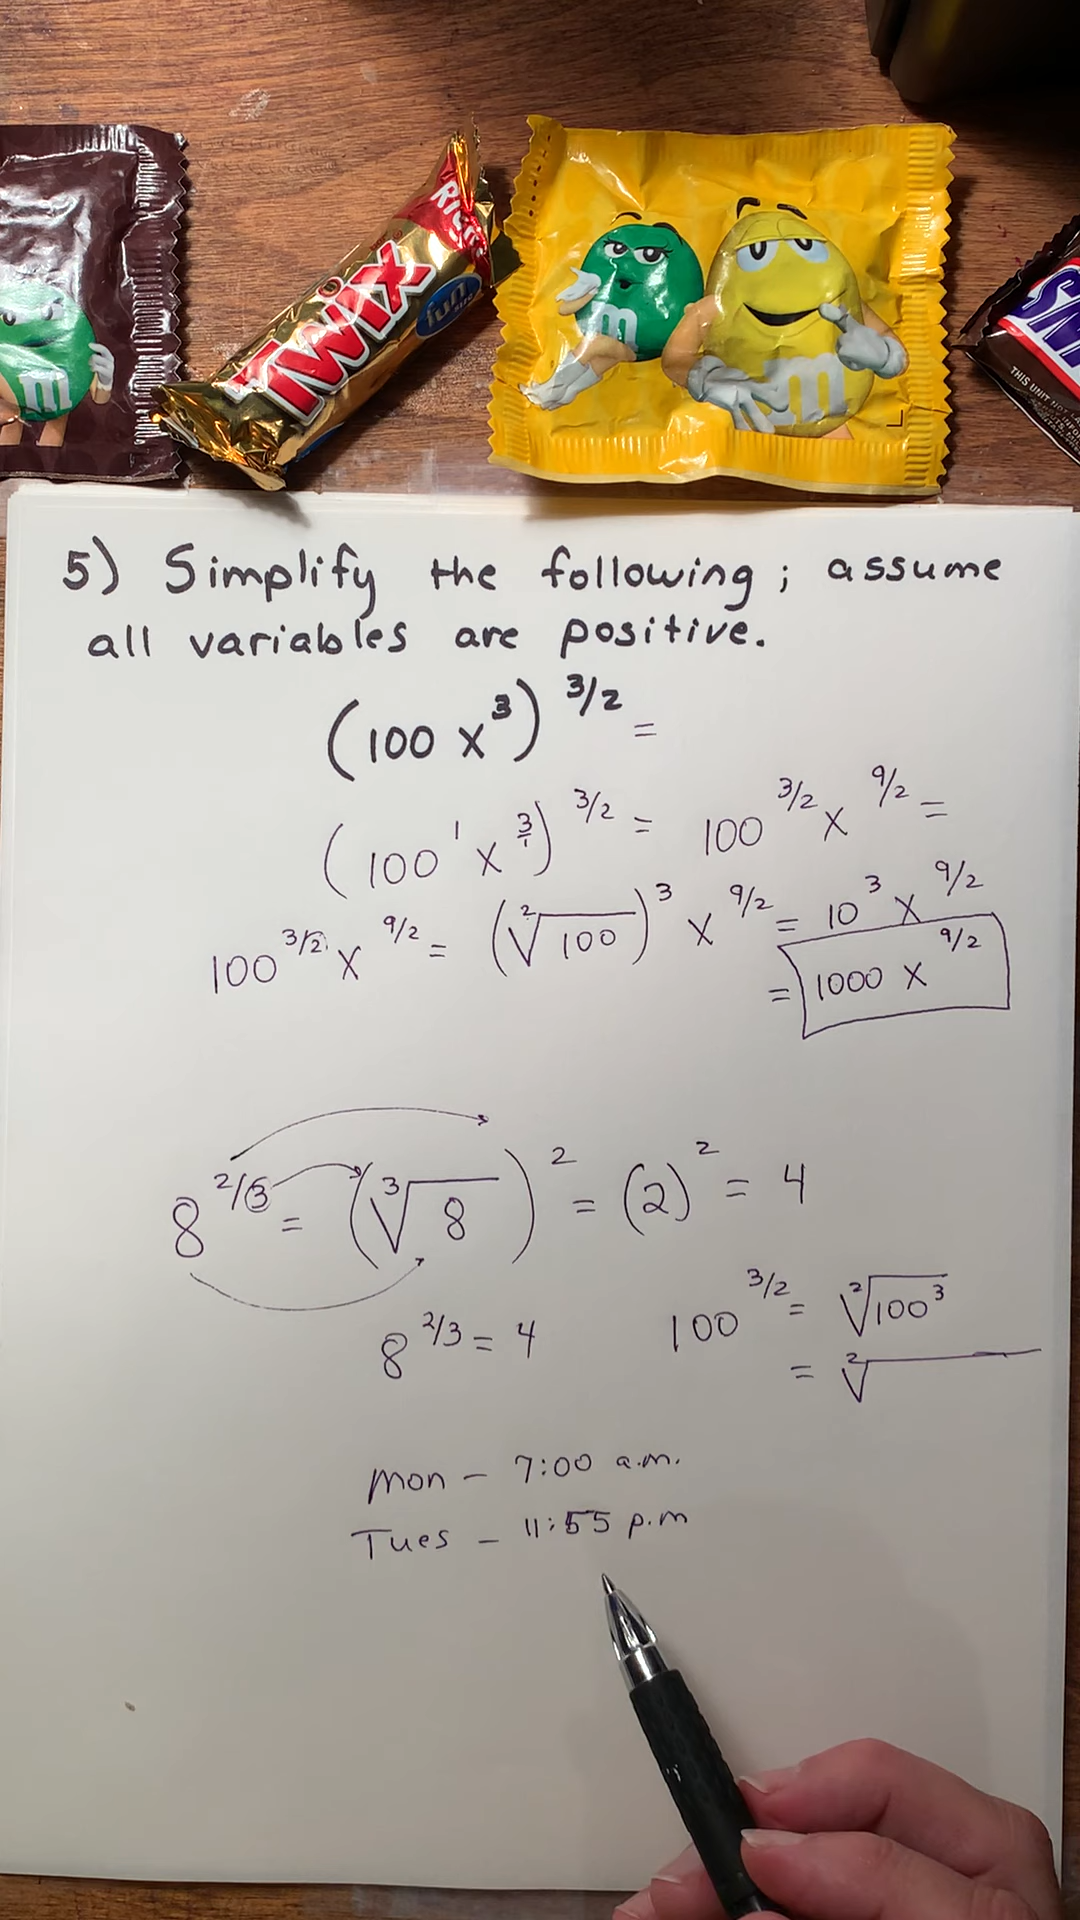 m
TWIX
fun
m
m
THIS UNIT NOT
5) Simplify the following; assume
all variables are positive.
(100 x³)^3/2 =
(100¹ x^3/1)^3/2 = 100^3/2 x^9/2 =
100^3/2 x^9/2 = (²√100)³ x^9/2 = 10³ x^9/2
= 1000 x^9/2
8^2/3 = (³√8)² = (2)² = 4
8^2/3 = 4
100^3/2 = ²√100³
= ²√
Mon – 7:00 a.m.
Tues – 11:55 p.m